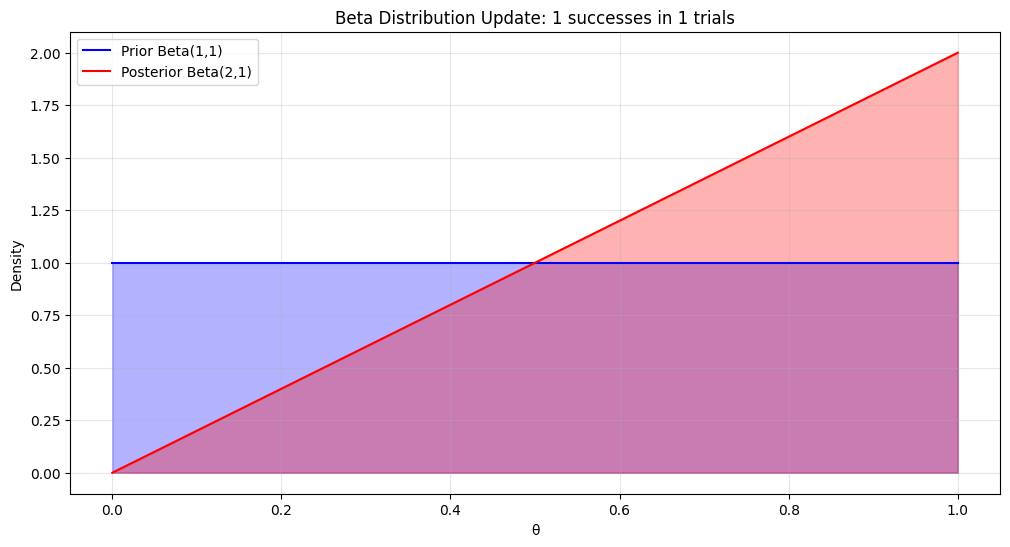 Beta Distribution Update: 1 successes in 1 trials
Prior Beta(1,1)
Posterior Beta(2,1)
Density
2.00
1.75
1.50
1.25
1.00
0.75
0.50
0.25
0.00
0.0 0.2 0.4 0.6 0.8 1.0
θ